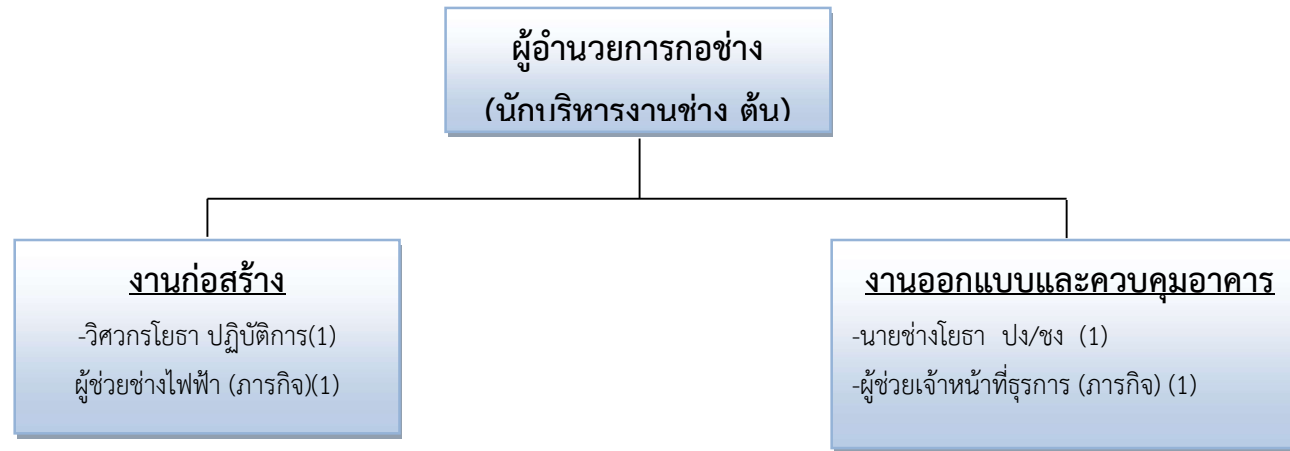 ผู้อำนวยการกอช่าง
(นักบริหารงานช่าง ต้น)
งานก่อสร้าง
-วิศวกรโยธา ปฏิบัติการ(1)
ผู้ช่วยช่างไฟฟ้า (ภารกิจ)(1)
งานออกแบบและควบคุมอาคาร
-นายช่างโยธา ปง/ชง (1)
-ผู้ช่วยเจ้าหน้าที่ธุรการ (ภารกิจ) (1)